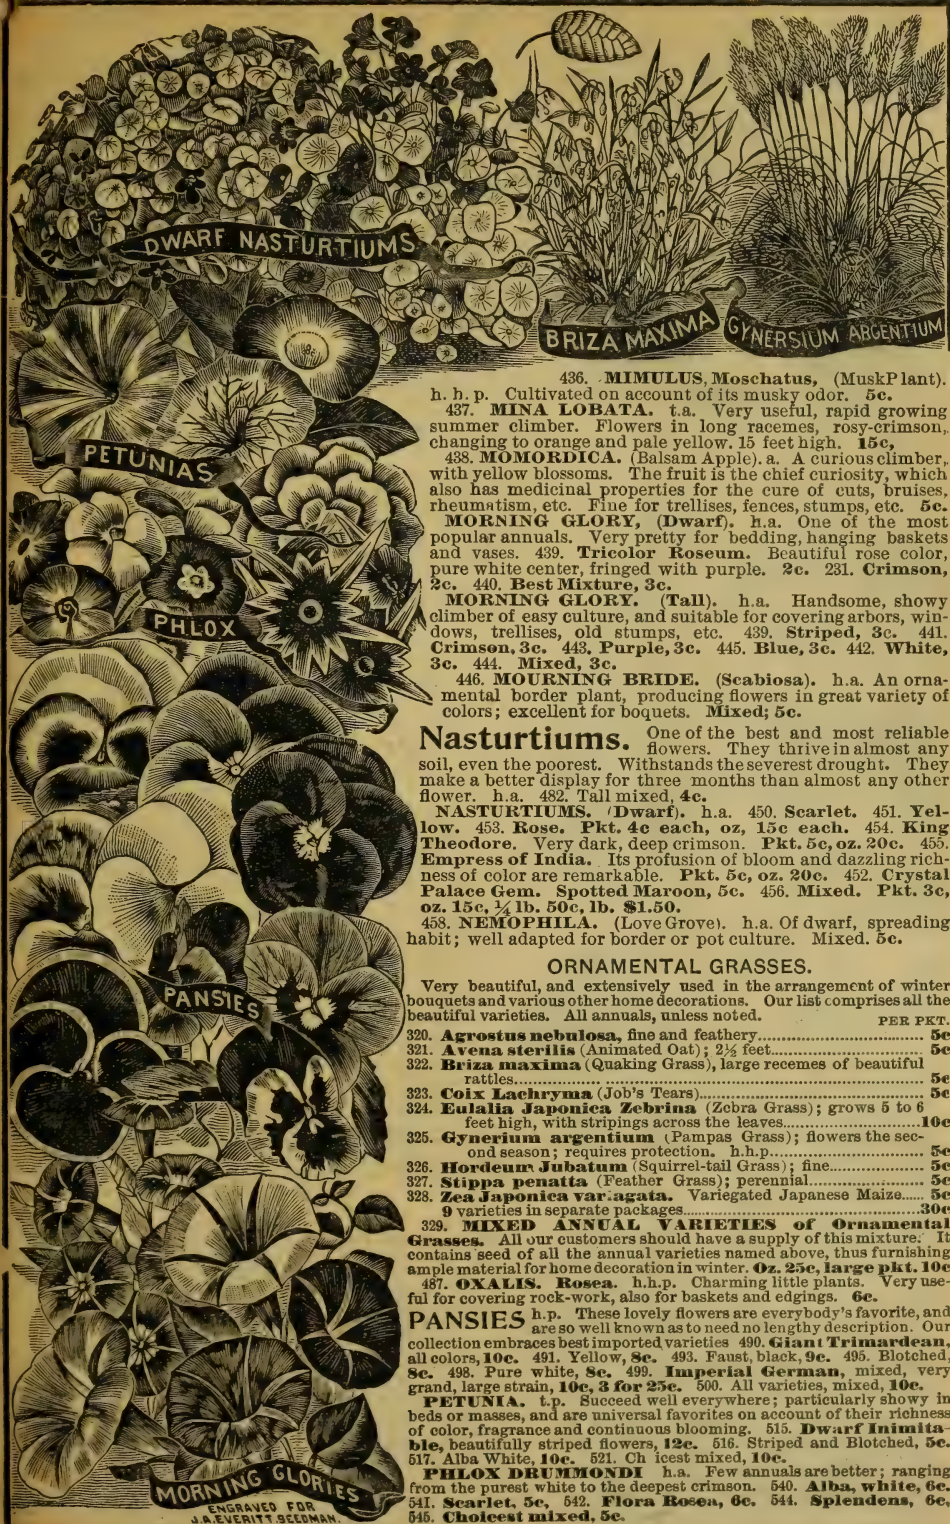 DWARF NASTURTIUMS
BRIZA MAXIMA
GYNERSIUM ARGENTIUM
PETUNIAS
PHLOX
PANSIES
MORNING GLORIES
ENGRAVED FOR
J.A.EVERITT.SEEDMAN.
436. MIMULUS, Moschatus, (MuskPlant).
h. h. p. Cultivated on account of its musky odor. 5c.
437. MINA LOBATA. t.a. Very useful, rapid growing
summer climber. Flowers in long racemes, rosy-crimson,
changing to orange and pale yellow. 15 feet high. 15c,
438. MOMORDICA. (Balsam Apple). a. A curious climber,
with yellow blossoms. The fruit is the chief curiosity, which
also has medicinal properties for the cure of cuts, bruises,
rheumatism, etc. Fine for trellises, fences, stumps, etc. 5c.
MORNING GLORY, (Dwarf). h.a. One of the most
popular annuals. Very pretty for bedding, hanging baskets
and vases. 439. Tricolor Roseum. Beautiful rose color,
pure white center, fringed with purple. 2c. 231. Crimson,
2c. 440. Best Mixture, 3c.
MORNING GLORY. (Tall). h.a. Handsome, showy
climber of easy culture, and suitable for covering arbors, win-
dows, trellises, old stumps, etc. 439. Striped, 3c. 441.
Crimson, 3c. 443. Purple, 3c. 445. Blue, 3c. 442. White,
3c. 444. Mixed, 3c.
446. MOURNING BRIDE. (Scabiosa). h.a. An orna-
mental border plant, producing flowers in great variety of
colors; excellent for boquets. Mixed; 5c.
Nasturtiums. One of the best and most reliable
flowers. They thrive in almost any
soil, even the poorest. Withstands the severest drought. They
make a better display for three months than almost any other
flower. h.a. 482. Tall mixed, 4c.
NASTURTIUMS. (Dwarf). h.a. 450. Scarlet. 451. Yel-
low. 453. Rose. Pkt. 4c each, oz, 15c each. 454. King
Theodore. Very dark, deep crimson. Pkt. 5c, oz. 20c. 455.
Empress of India. Its profusion of bloom and dazzling rich-
ness of color are remarkable. Pkt. 5c, oz. 20c. 452. Crystal
Palace Gem. Spotted Maroon, 5c. 456. Mixed. Pkt. 3c,
oz. 15c, ¼ lb. 50c, lb. $1.50.
458. NEMOPHILA. (Love Grove). h.a. Of dwarf, spreading
habit; well adapted for border or pot culture. Mixed. 5c.
ORNAMENTAL GRASSES.
Very beautiful, and extensively used in the arrangement of winter
bouquets and various other home decorations. Our list comprises all the
beautiful varieties. All annuals, unless noted. PER PKT.
320. Agrostus nebulosa, fine and feathery.......... 5c
321. Avena sterilis (Animated Oat); 2½ feet.......... 5c
322. Briza maxima (Quaking Grass), large recemes of beautiful
rattles.......... 5c
323. Coix Lachryma (Job's Tears).......... 5c
324. Eulalia Japonica Zebrina (Zebra Grass); grows 5 to 6
feet high, with stripings across the leaves..........10c
325. Gynerium argentium (Pampas Grass); flowers the sec-
ond season; requires protection. h.h.p.......... 5c
326. Hordeum Jubatum (Squirrel-tail Grass); fine.......... 5c
327. Stippa penatta (Feather Grass); perennial.......... 5c
328. Zea Japonica variagata. Variegated Japanese Maize...... 5c
9 varieties in separate packages..........30c
329. MIXED ANNUAL VARIETIES of Ornamental
Grasses. All our customers should have a supply of this mixture. It
contains seed of all the annual varieties named above, thus furnishing
ample material for home decoration in winter. Oz. 25c, large pkt. 10c
487. OXALIS. Rosea. h.h.p. Charming little plants. Very use-
ful for covering rock-work, also for baskets and edgings. 6c.
PANSIES h.p. These lovely flowers are everybody's favorite, and
are so well known as to need no lengthy description. Our
collection embraces best imported varieties 490. Giant Trimardean,
all colors, 10c. 491. Yellow, 8c. 493. Faust, black, 9c. 495. Blotched,
8c. 498. Pure white, 8c. 499. Imperial German, mixed, very
grand, large strain, 10c, 3 for 25c. 500. All varieties, mixed, 10c.
PETUNIA. t.p. Succeed well everywhere; particularly showy in
beds or masses, and are universal favorites on account of their richness
of color, fragrance and continuous blooming. 515. Dwarf Inimita-
ble, beautifully striped flowers, 12c. 516. Striped and Blotched, 5c.
517. Alba White, 10c. 521. Ch icest mixed, 10c.
PHLOX DRUMMONDI h.a. Few annuals are better; ranging
from the purest white to the deepest crimson. 540. Alba, white, 6c.
541. Scarlet, 5c, 542. Flora Rosea, 6c. 544. Splendens, 6c,
545. Choicest mixed, 5c.